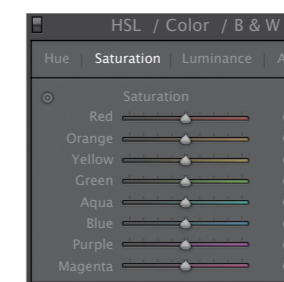 HSL / Color / B & W
Hue | Saturation | Luminance | A
Saturation
Red
Orange
Yellow
Green
Aqua
Blue
Purple
Magenta